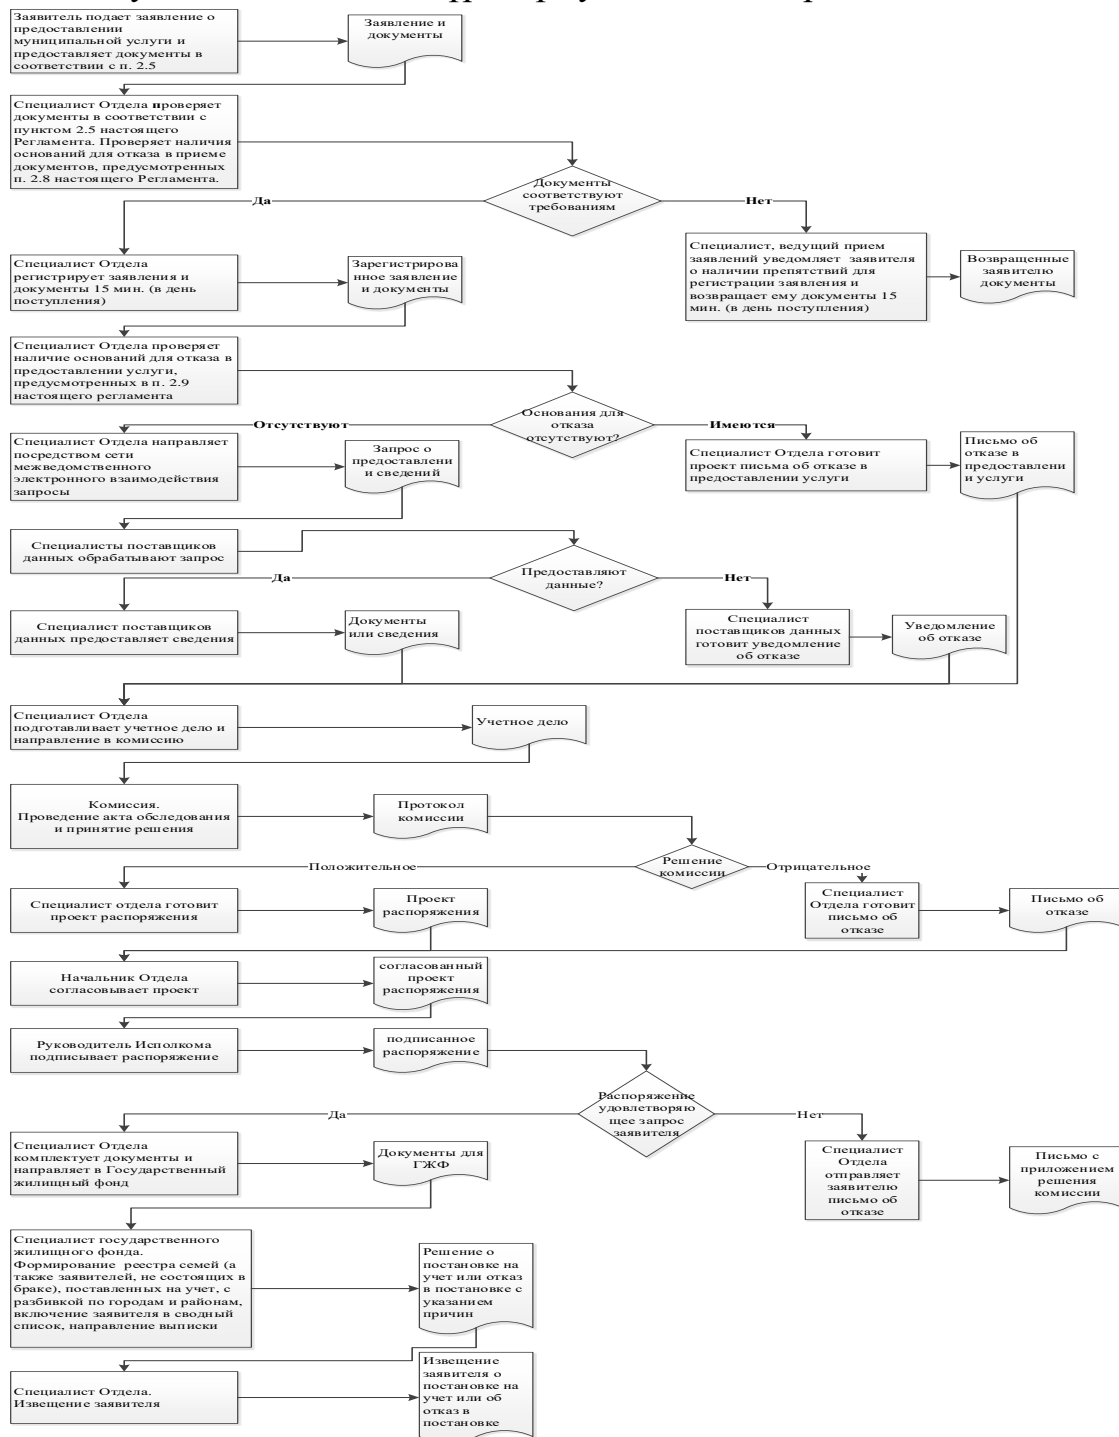 Заявитель подает заявление о
предоставлении
муниципальной услуги и
предоставляет документы в
соответствии с п. 2.5
Заявление и
документы
Специалист Отдела проверяет
документы в соответствии с
пунктом 2.5 настоящего
Регламента. Проверяет наличия
оснований для отказа в приеме
документов, предусмотренных
п. 2.8 настоящего Регламента.
Документы
соответствуют
требованиям
Да
Нет
Специалист Отдела
регистрирует заявления и
документы 15 мин. (в день
поступления)
Зарегистрирова
нное заявление
и документы
Специалист, ведущий прием
заявлений уведомляет заявителя
о наличии препятствий для
регистрации заявления и
возвращает ему документы 15
мин. (в день поступления)
Возвращенные
заявителю
документы
Специалист Отдела проверяет
наличие оснований для отказа в
предоставлении услуги,
предусмотренных в п. 2.9
настоящего регламента
Основания для
отказа
отсутствуют?
Отсутствуют
Имеются
Специалист Отдела направляет
посредством сети
межведомственного
электронного взаимодействия
запросы
Запрос о
предоставлени
и сведений
Специалист Отдела готовит
проект письма об отказе в
предоставлении услуги
Письмо об
отказе в
предоставлени
и услуги
Специалисты поставщиков
данных обрабатывают запрос
Предоставляют
данные?
Да
Нет
Специалист поставщиков
данных предоставляет сведения
Документы
или сведения
Специалист
поставщиков данных
готовит уведомление
об отказе
Уведомление
об отказе
Специалист Отдела
подготавливает учетное дело и
направление в комиссию
Учетное дело
Комиссия.
Проведение акта обследования
и принятие решения
Протокол
комиссии
Решение
комиссии
Положительное
Отрицательное
Специалист отдела готовит
проект распоряжения
Проект
распоряжения
Специалист
Отдела готовит
письмо об
отказе
Письмо об
отказе
Начальник Отдела
согласовывает проект
согласованный
проект
распоряжения
Руководитель Исполкома
подписывает распоряжение
подписанное
распоряжение
Распоряжение
удовлетворяю
щее запрос
заявителя
Да
Нет
Специалист Отдела
комплектует документы и
направляет в Государственный
жилищный фонд
Документы для
ГЖФ
Специалист
Отдела
отправляет
заявителю
письмо об
отказе
Письмо с
приложением
решения
комиссии
Специалист государственного
жилищного фонда.
Формирование реестра семей (а
также заявителей, не состоящих в
браке), поставленных на учет, с
разбивкой по городам и районам,
включение заявителя в сводный
список, направление выписки
Решение о
постановке на
учет или отказ
в постановке с
указанием
причин
Специалист Отдела.
Извещение заявителя
Извещение
заявителя о
постановке на
учет или об
отказ в
постановке